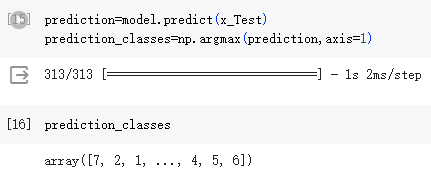 prediction=model.predict(x_Test)
prediction_classes=np.argmax(prediction,axis=1)
313/313 [==============================] - 1s 2ms/step
[16] prediction_classes
array([7, 2, 1, ..., 4, 5, 6])